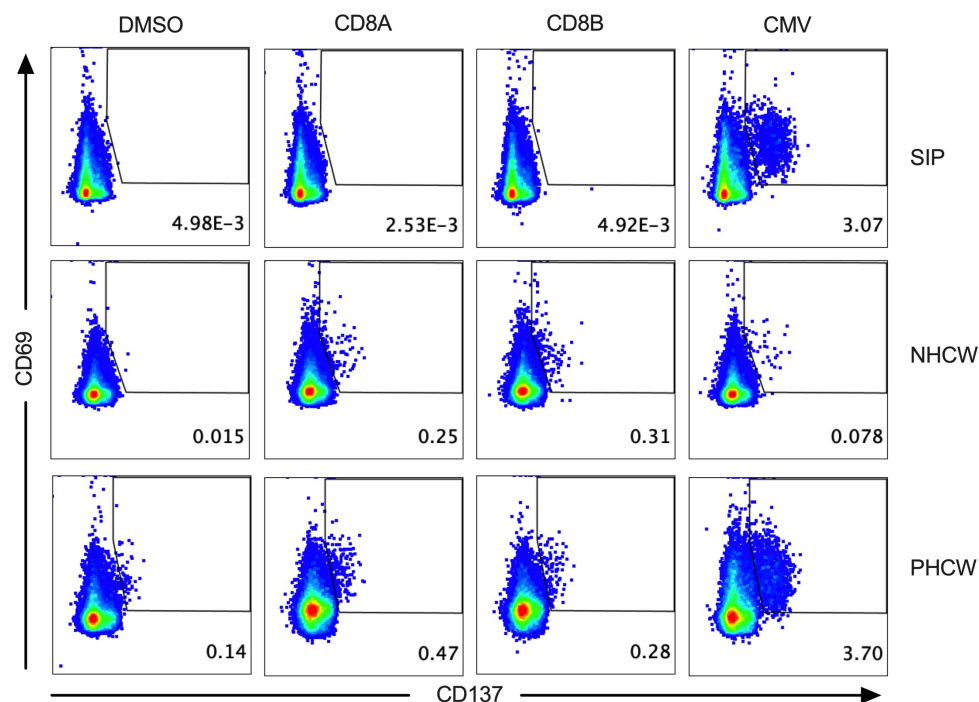 DMSO CD8A CD8B CMV
4.98E-3 2.53E-3 4.92E-3 3.07 SIP
0.015 0.25 0.31 0.078 NHCW
0.14 0.47 0.28 3.70 PHCW
CD69
CD137